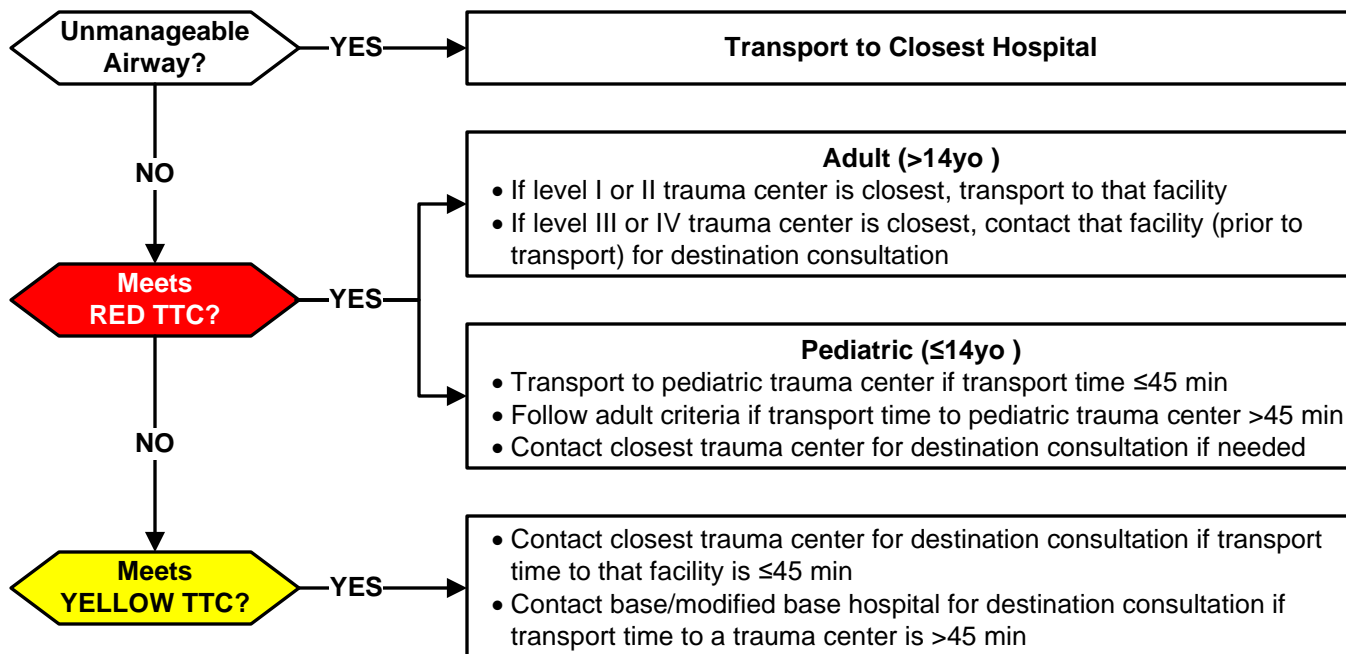 Unmanageable
Airway?
YES
Transport to Closest Hospital
NO
Adult (>14yo )
• If level I or II trauma center is closest, transport to that facility
• If level III or IV trauma center is closest, contact that facility (prior to
transport) for destination consultation
Meets
RED TTC?
YES
Pediatric (≤14yo )
• Transport to pediatric trauma center if transport time ≤45 min
• Follow adult criteria if transport time to pediatric trauma center >45 min
• Contact closest trauma center for destination consultation if needed
NO
Meets
YELLOW TTC?
YES
• Contact closest trauma center for destination consultation if transport
time to that facility is ≤45 min
• Contact base/modified base hospital for destination consultation if
transport time to a trauma center is >45 min